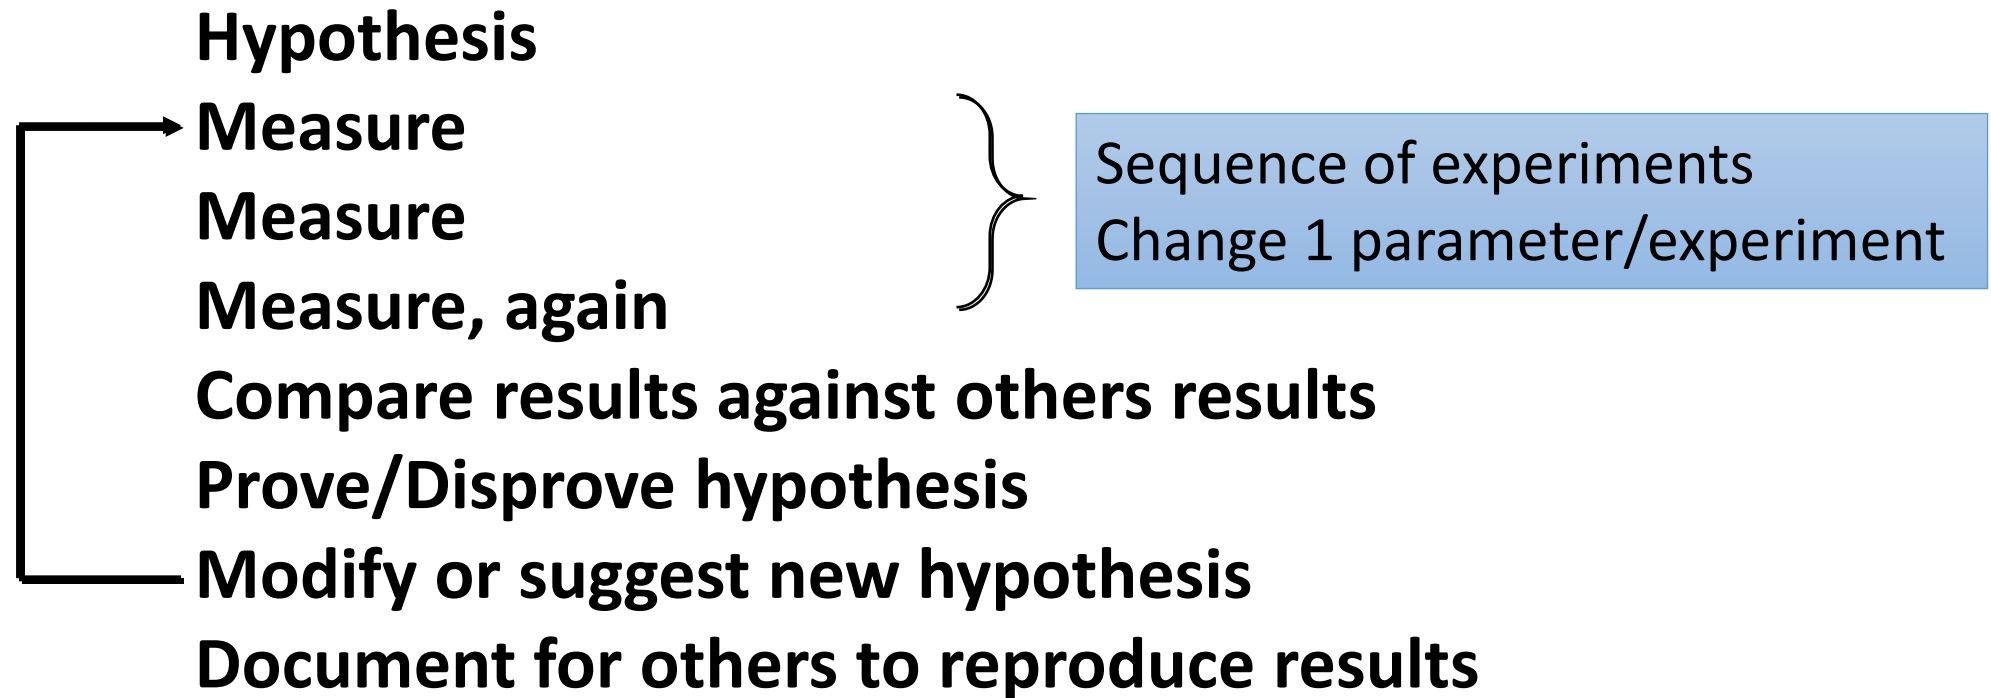 Hypothesis
Measure
Measure
Measure, again
Sequence of experiments
Change 1 parameter/experiment
Compare results against others results
Prove/Disprove hypothesis
Modify or suggest new hypothesis
Document for others to reproduce results